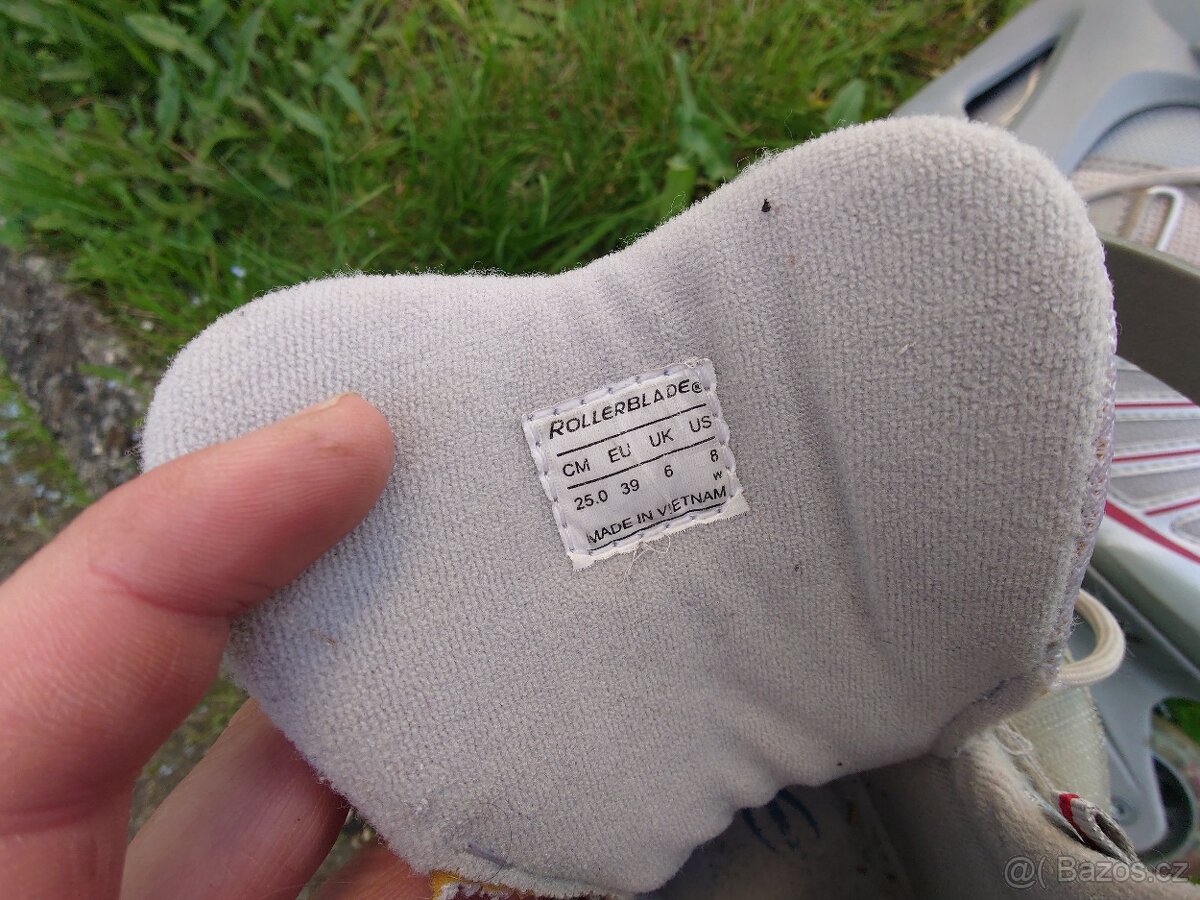 ROLLERBLADE®
CM EU UK US
25.0 39 6 8
W
MADE IN VIETNAM
@( Bazos.cz